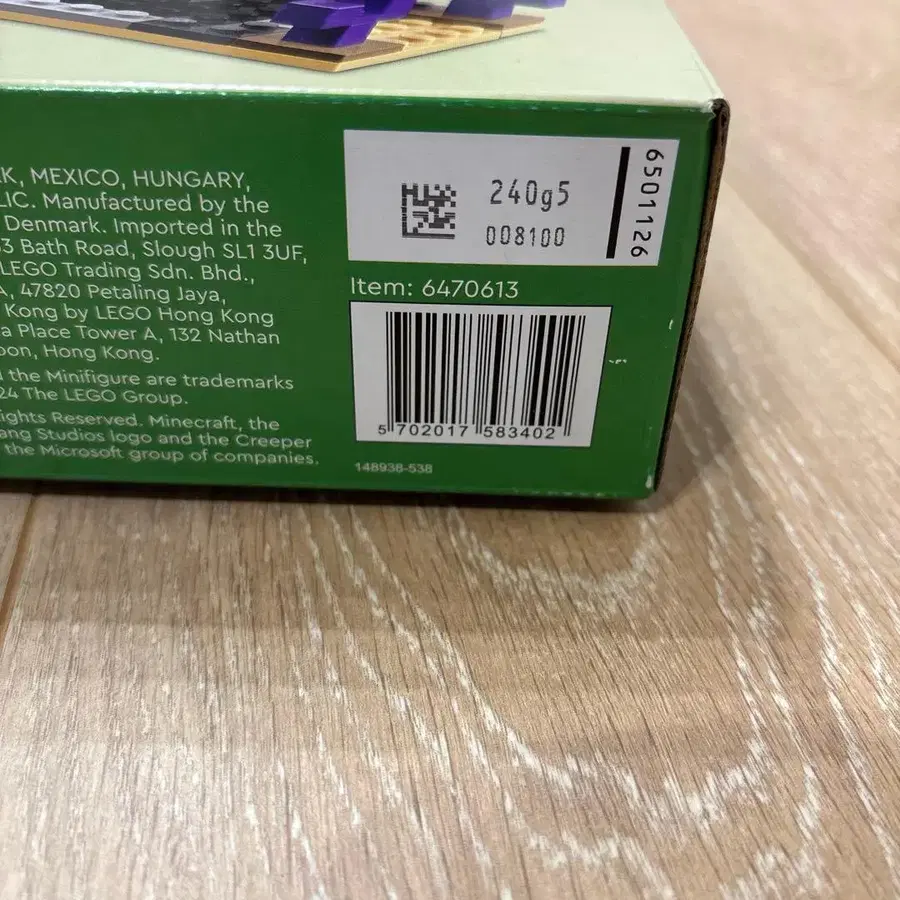 K, MEXICO, HUNGARY,
LIC. Manufactured by the
Denmark. Imported in the
3 Bath Road, Slough SL1 3UF,
LEGO Trading Sdn. Bhd.,
A, 47820 Petaling Jaya,
Kong by LEGO Hong Kong
a Place Tower A, 132 Nathan
oon, Hong Kong.
the Minifigure are trademarks
24 The LEGO Group.
ights Reserved. Minecraft, the
ang Studios logo and the Creeper
the Microsoft group of companies.
240g5
008100
6501126
Item: 6470613
5 702017 583402
148938-538